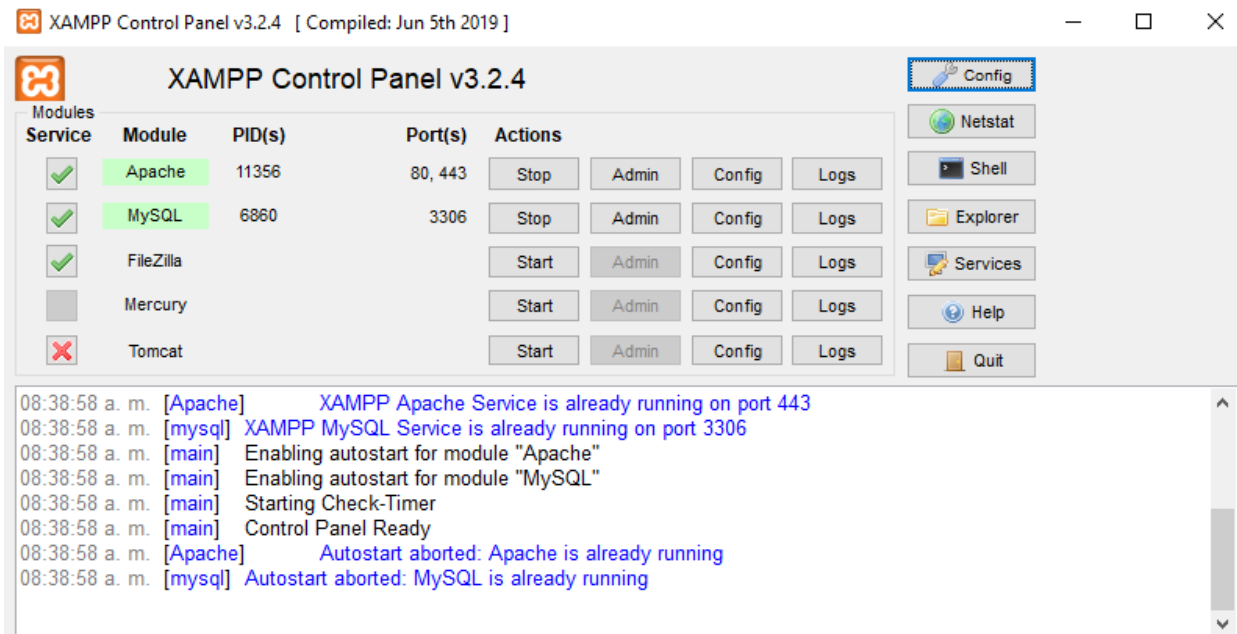 XAMPP Control Panel v3.2.4 [ Compiled: Jun 5th 2019 ]
XAMPP Control Panel v3.2.4
Config
Modules
Service Module PID(s) Port(s) Actions
Netstat
Apache 11356 80, 443 Stop Admin Config Logs
Shell
MySQL 6860 3306 Stop Admin Config Logs
Explorer
FileZilla Start Admin Config Logs
Services
Mercury Start Admin Config Logs
Help
Tomcat Start Admin Config Logs
Quit
08:38:58 a. m. [Apache] XAMPP Apache Service is already running on port 443
08:38:58 a. m. [mysql] XAMPP MySQL Service is already running on port 3306
08:38:58 a. m. [main] Enabling autostart for module "Apache"
08:38:58 a. m. [main] Enabling autostart for module "MySQL"
08:38:58 a. m. [main] Starting Check-Timer
08:38:58 a. m. [main] Control Panel Ready
08:38:58 a. m. [Apache] Autostart aborted: Apache is already running
08:38:58 a. m. [mysql] Autostart aborted: MySQL is already running